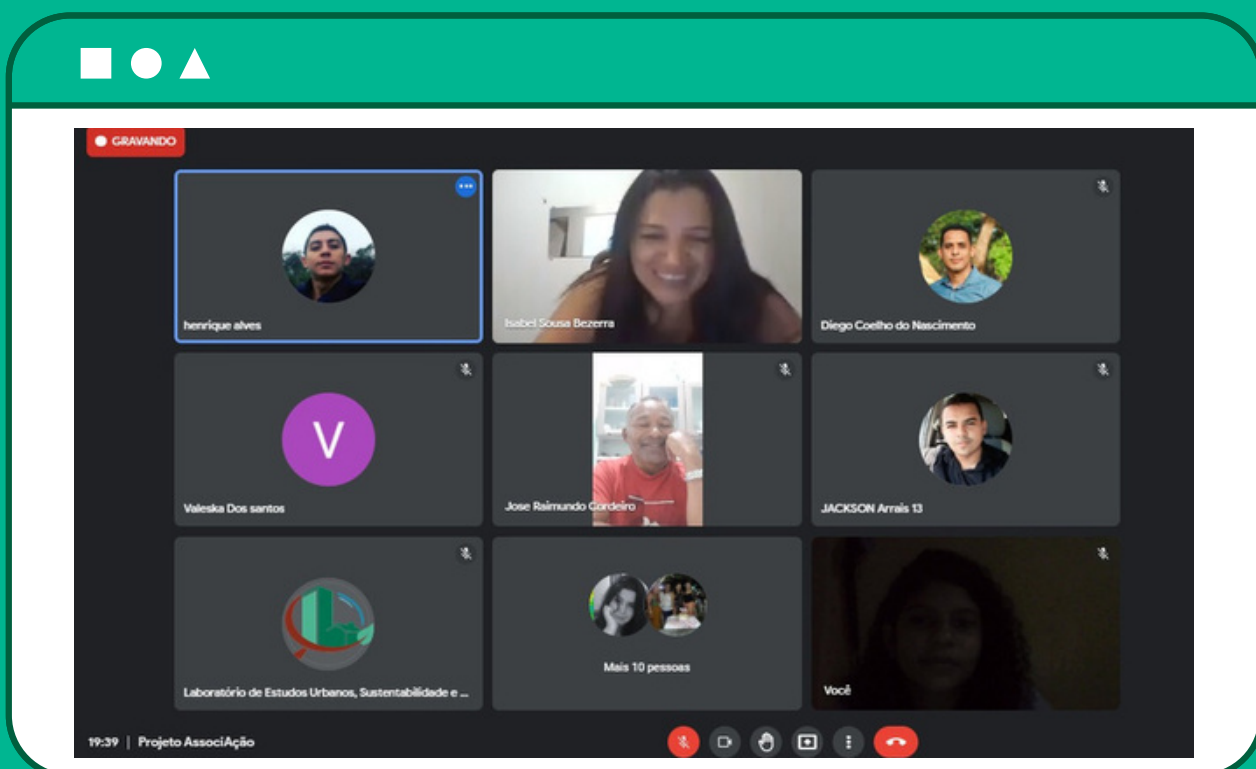 GRAVANDO
henrique alves
Isabel Sousa Bezerra
Diego Coelho do Nascimento
V
Valeska Dos santos
Jose Raimundo Cordeiro
JACKSON Arrais 13
Laboratório de Estudos Urbanos, Sustentabilidade e ...
Mais 10 pessoas
Você
19:39 | Projeto AssociAção